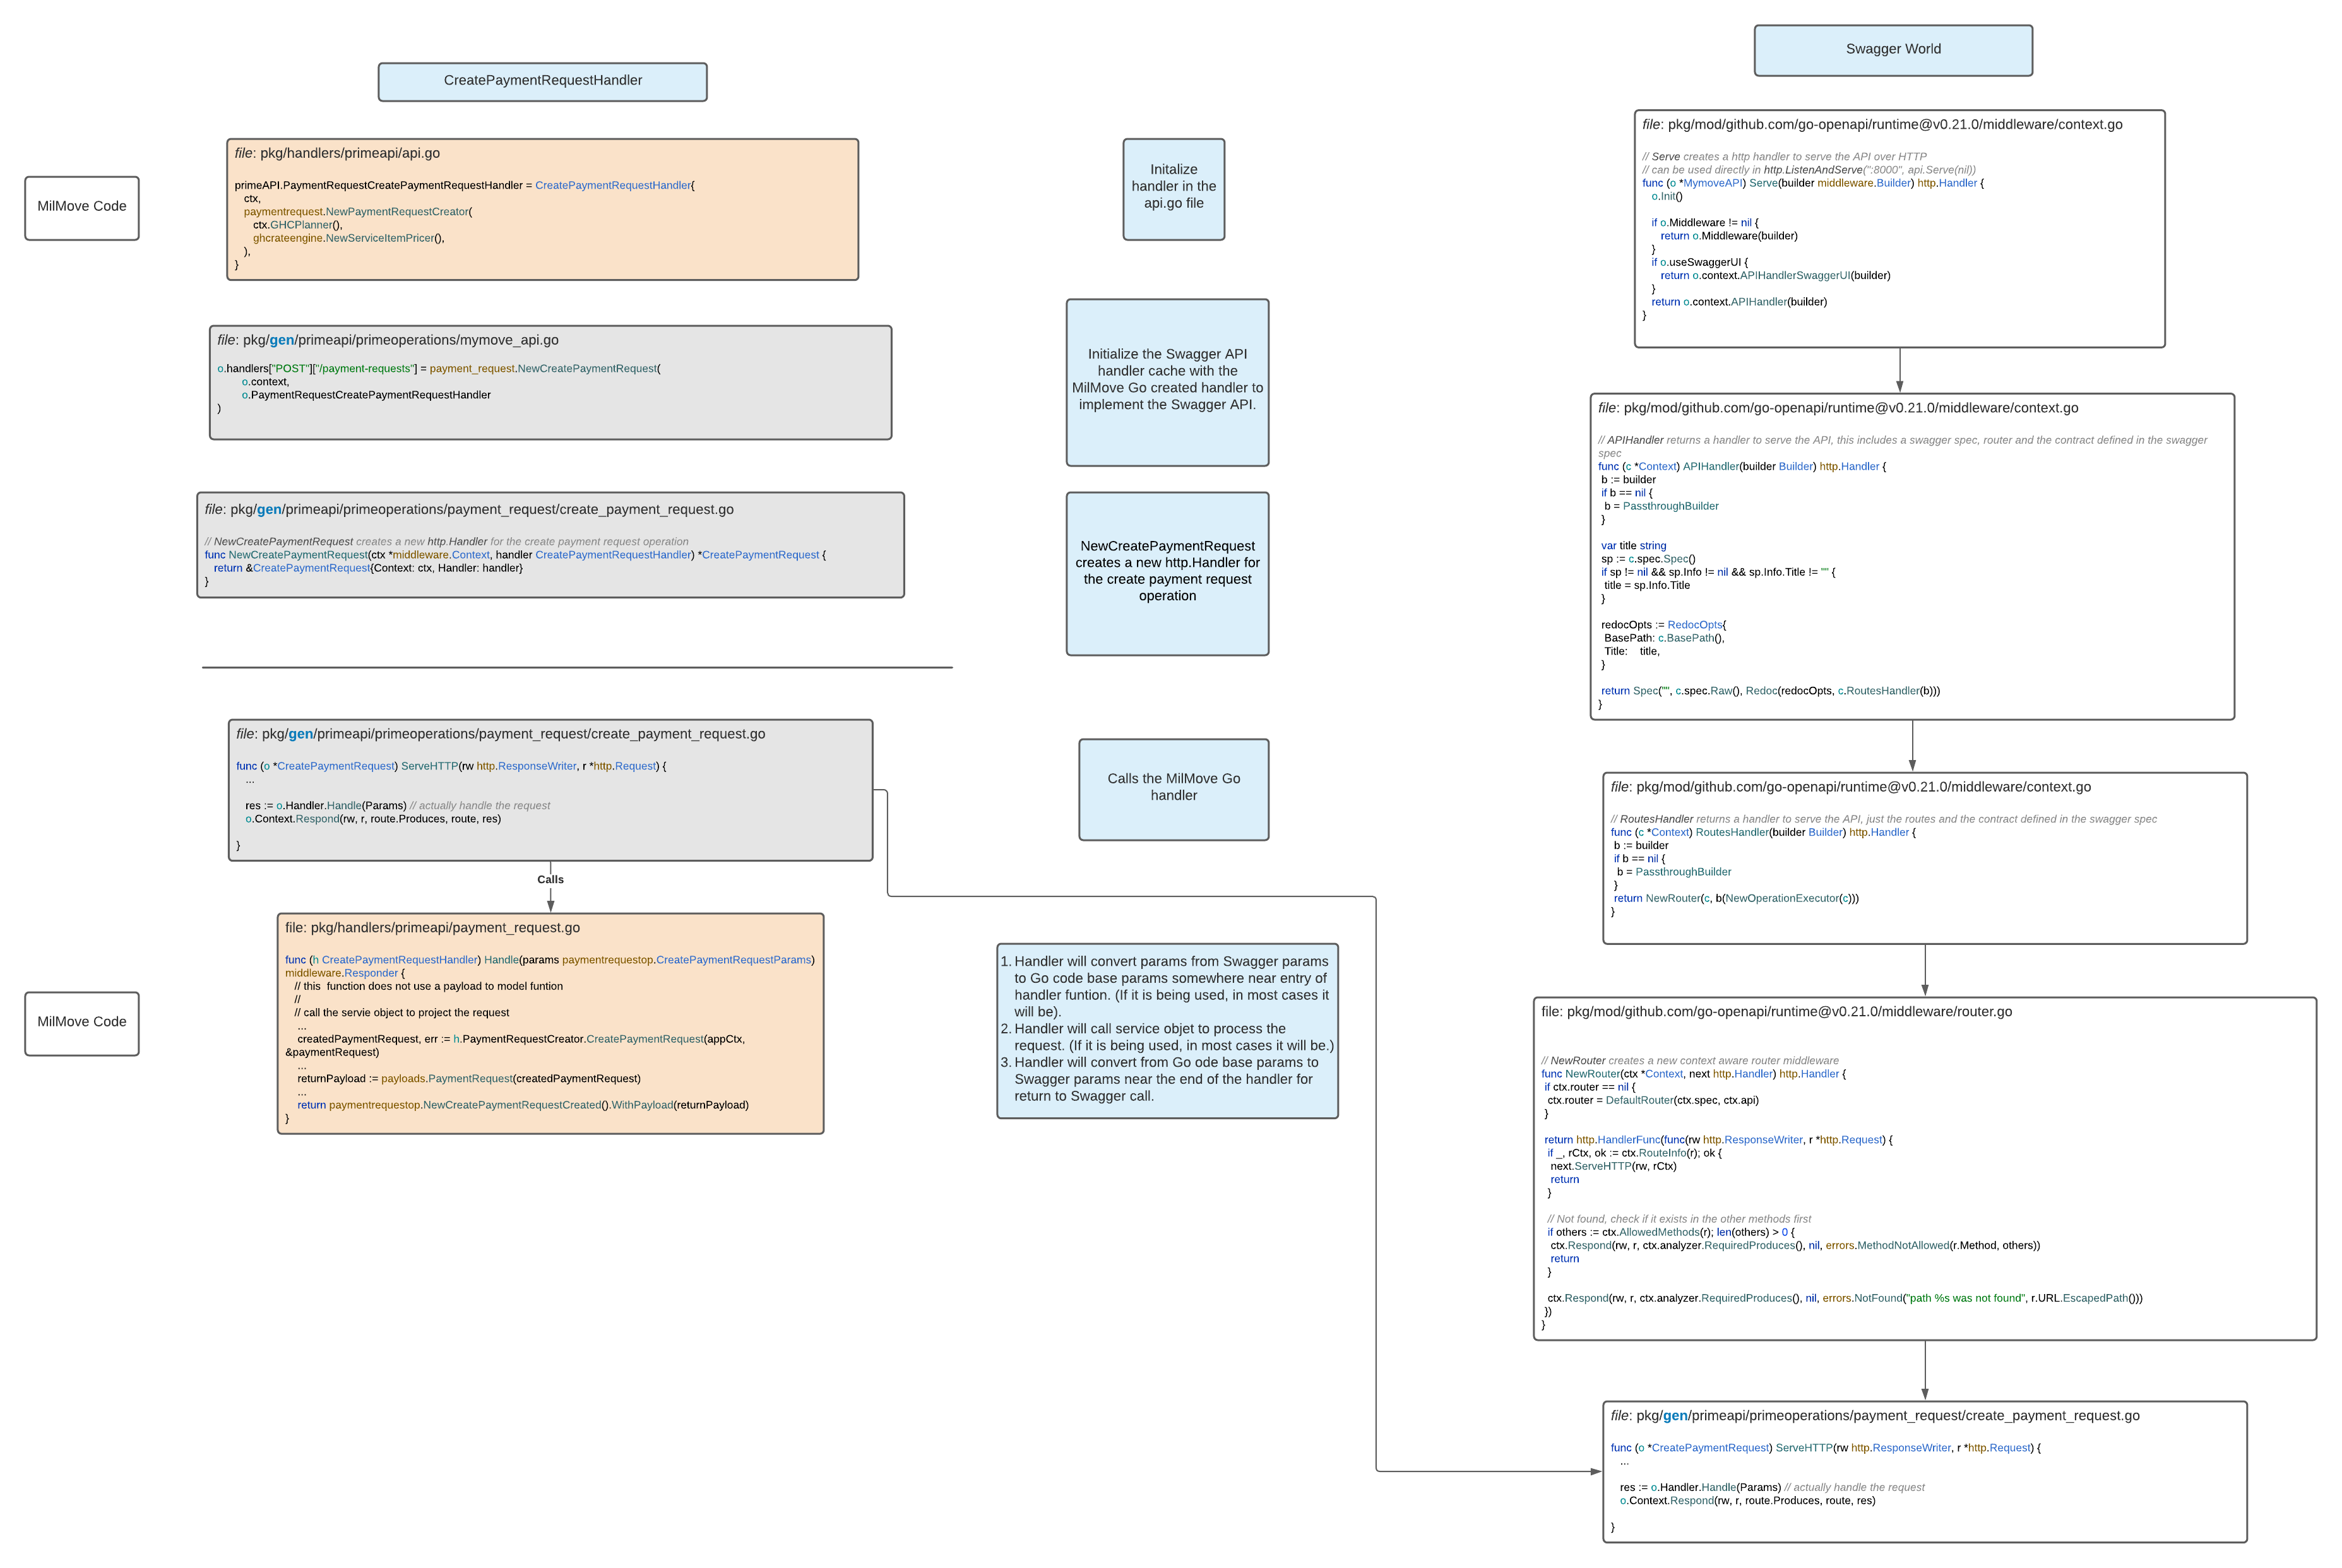 CreatePaymentRequestHandler
MilMove Code
file: pkg/handlers/primeapi/api.go
primeAPI.PaymentRequestCreatePaymentRequestHandler = CreatePaymentRequestHandler{
ctx,
paymentrequest.NewPaymentRequestCreator(
ctx.GHCPlanner(),
ghcrateengine.NewServiceItemPricer(),
),
}
Initalize
handler in the
api.go file
file: pkg/gen/primeapi/primeoperations/mymove_api.go
o.handlers["POST"]["/payment-requests"] = payment_request.NewCreatePaymentRequest(
o.context,
o.PaymentRequestCreatePaymentRequestHandler
)
Initialize the Swagger API
handler cache with the
MilMove Go created handler to
implement the Swagger API.
file: pkg/gen/primeapi/primeoperations/payment_request/create_payment_request.go
// NewCreatePaymentRequest creates a new http.Handler for the create payment request operation
func NewCreatePaymentRequest(ctx *middleware.Context, handler CreatePaymentRequestHandler) *CreatePaymentRequest {
return &CreatePaymentRequest{Context: ctx, Handler: handler}
}
NewCreatePaymentRequest
creates a new http.Handler for
the create payment request
operation
file: pkg/gen/primeapi/primeoperations/payment_request/create_payment_request.go
func (o *CreatePaymentRequest) ServeHTTP(rw http.ResponseWriter, r *http.Request) {
...
res := o.Handler.Handle(Params) // actually handle the request
o.Context.Respond(rw, r, route.Produces, route, res)
}
Calls the MilMove Go
handler
Calls
MilMove Code
file: pkg/handlers/primeapi/payment_request.go
func (h CreatePaymentRequestHandler) Handle(params paymentrequestop.CreatePaymentRequestParams)
middleware.Responder {
// this  function does not use a payload to model funtion
//
// call the servie object to project the request
...
createdPaymentRequest, err := h.PaymentRequestCreator.CreatePaymentRequest(appCtx,
&paymentRequest)
...
returnPayload := payloads.PaymentRequest(createdPaymentRequest)
...
return paymentrequestop.NewCreatePaymentRequestCreated().WithPayload(returnPayload)
}
1. Handler will convert params from Swagger params
to Go code base params somewhere near entry of
handler funtion. (If it is being used, in most cases it
will be).
2. Handler will call service objet to process the
request. (If it is being used, in most cases it will be.)
3. Handler will convert from Go ode base params to
Swagger params near the end of the handler for
return to Swagger call.
Swagger World
file: pkg/mod/github.com/go-openapi/runtime@v0.21.0/middleware/context.go
// Serve creates a http handler to serve the API over HTTP
// can be used directly in http.ListenAndServe(":8000", api.Serve(nil))
func (o *MymoveAPI) Serve(builder middleware.Builder) http.Handler {
o.Init()
if o.Middleware != nil {
return o.Middleware(builder)
}
if o.useSwaggerUI {
return o.context.APIHandlerSwaggerUI(builder)
}
return o.context.APIHandler(builder)
}
file: pkg/mod/github.com/go-openapi/runtime@v0.21.0/middleware/context.go
// APIHandler returns a handler to serve the API, this includes a swagger spec, router and the contract defined in the swagger
spec
func (c *Context) APIHandler(builder Builder) http.Handler {
b := builder
if b == nil {
b = PassthroughBuilder
}
var title string
sp := c.spec.Spec()
if sp != nil && sp.Info != nil && sp.Info.Title != "" {
title = sp.Info.Title
}
redocOpts := RedocOpts{
BasePath: c.BasePath(),
Title:    title,
}
return Spec("", c.spec.Raw(), Redoc(redocOpts, c.RoutesHandler(b)))
}
file: pkg/mod/github.com/go-openapi/runtime@v0.21.0/middleware/context.go
// RoutesHandler returns a handler to serve the API, just the routes and the contract defined in the swagger spec
func (c *Context) RoutesHandler(builder Builder) http.Handler {
b := builder
if b == nil {
b = PassthroughBuilder
}
return NewRouter(c, b(NewOperationExecutor(c)))
}
file: pkg/mod/github.com/go-openapi/runtime@v0.21.0/middleware/router.go
// NewRouter creates a new context aware router middleware
func NewRouter(ctx *Context, next http.Handler) http.Handler {
if ctx.router == nil {
ctx.router = DefaultRouter(ctx.spec, ctx.api)
}
return http.HandlerFunc(func(rw http.ResponseWriter, r *http.Request) {
if _, rCtx, ok := ctx.RouteInfo(r); ok {
next.ServeHTTP(rw, rCtx)
return
}
// Not found, check if it exists in the other methods first
if others := ctx.AllowedMethods(r); len(others) > 0 {
ctx.Respond(rw, r, ctx.analyzer.RequiredProduces(), nil, errors.MethodNotAllowed(r.Method, others))
return
}
ctx.Respond(rw, r, ctx.analyzer.RequiredProduces(), nil, errors.NotFound("path %s was not found", r.URL.EscapedPath()))
})
}
file: pkg/gen/primeapi/primeoperations/payment_request/create_payment_request.go
func (o *CreatePaymentRequest) ServeHTTP(rw http.ResponseWriter, r *http.Request) {
...
res := o.Handler.Handle(Params) // actually handle the request
o.Context.Respond(rw, r, route.Produces, route, res)
}